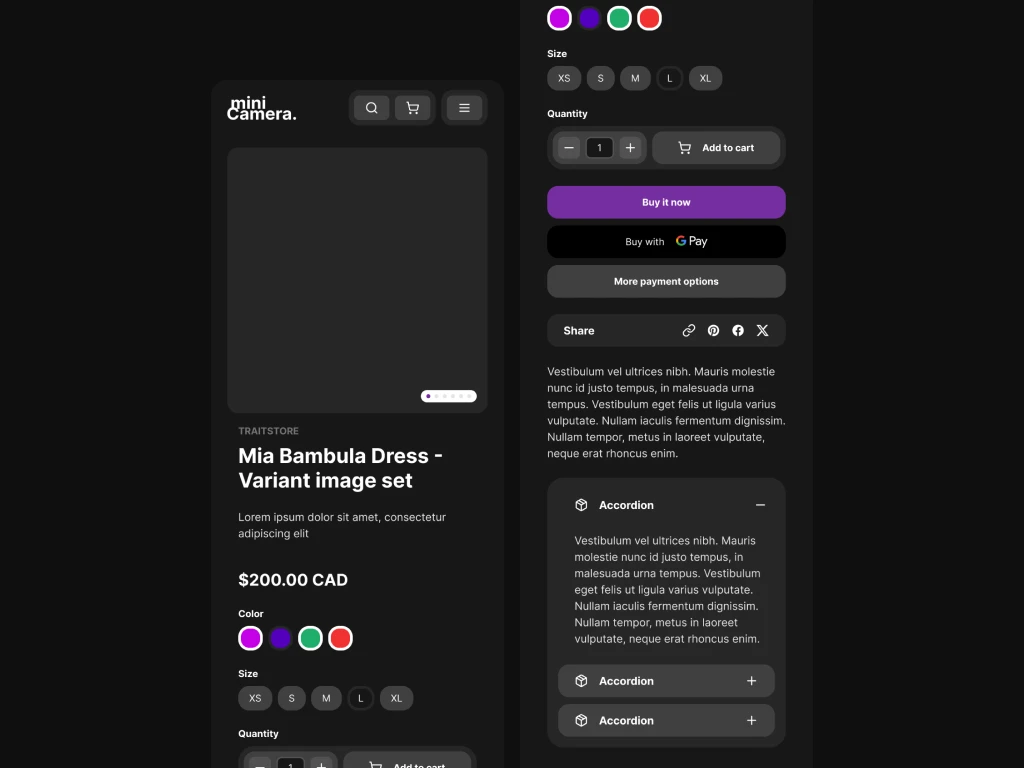 mini
Camera.
TRAITSTORE
Mia Bambula Dress -
Variant image set
Lorem ipsum dolor sit amet, consectetur
adipiscing elit
$200.00 CAD
Color
Size
XS S M L XL
Quantity
1 Add to cart
Size
XS S M L XL
Quantity
1 Add to cart
Buy it now
Buy with G Pay
More payment options
Share
Vestibulum vel ultrices nibh. Mauris molestie
nunc id justo tempus, in malesuada urna
tempus. Vestibulum eget felis ut ligula varius
vulputate. Nullam iaculis fermentum dignissim.
Nullam tempor, metus in laoreet vulputate,
neque erat rhoncus enim.
Accordion
Vestibulum vel ultrices nibh. Mauris
molestie nunc id justo tempus, in
malesuada urna tempus. Vestibulum
eget felis ut ligula varius vulputate.
Nullam iaculis fermentum dignissim.
Nullam tempor, metus in laoreet
vulputate, neque erat rhoncus enim.
Accordion
Accordion